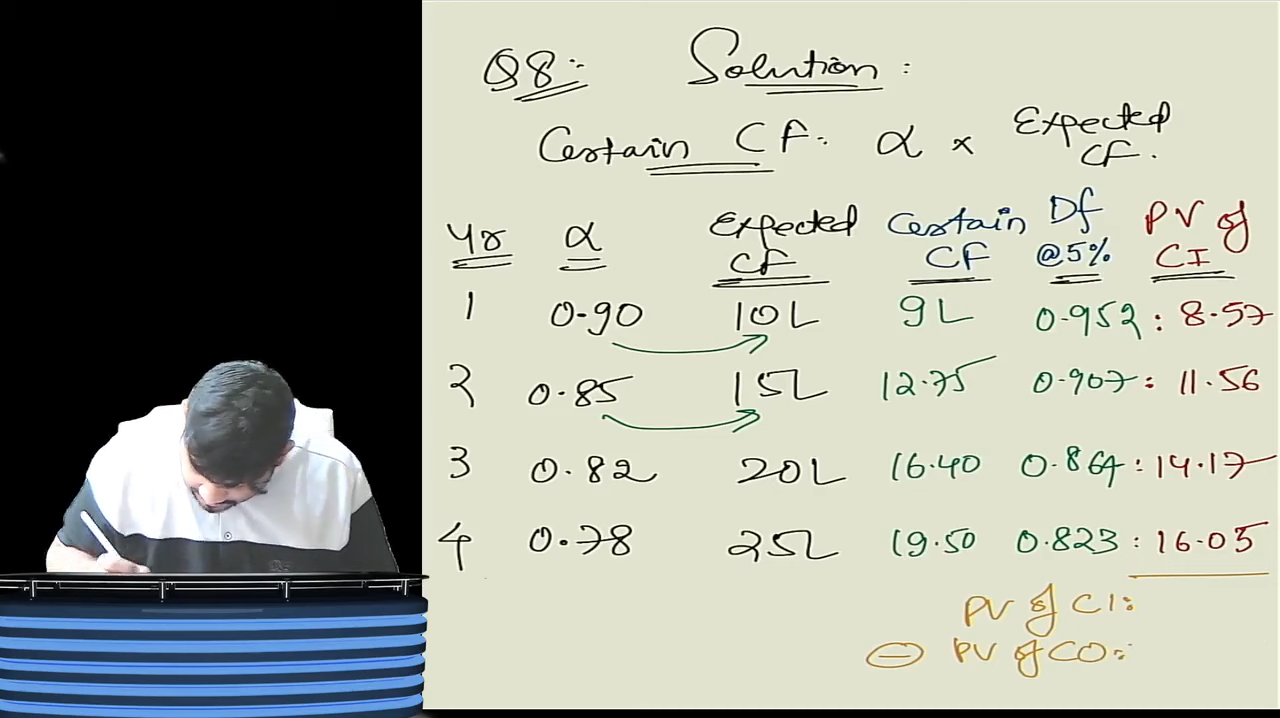 Q8:- Solution:
Certain CF: α × Expected CF.
Yr α Expected CF Certain CF Df @5% PV of CI
1 0.90 10L 9L 0.952: 8.57
2 0.85 15L 12.75 0.907: 11.56
3 0.82 20L 16.40 0.864: 14.17
4 0.78 25L 19.50 0.823: 16.05
PV of CI:
(-) PV of CO: